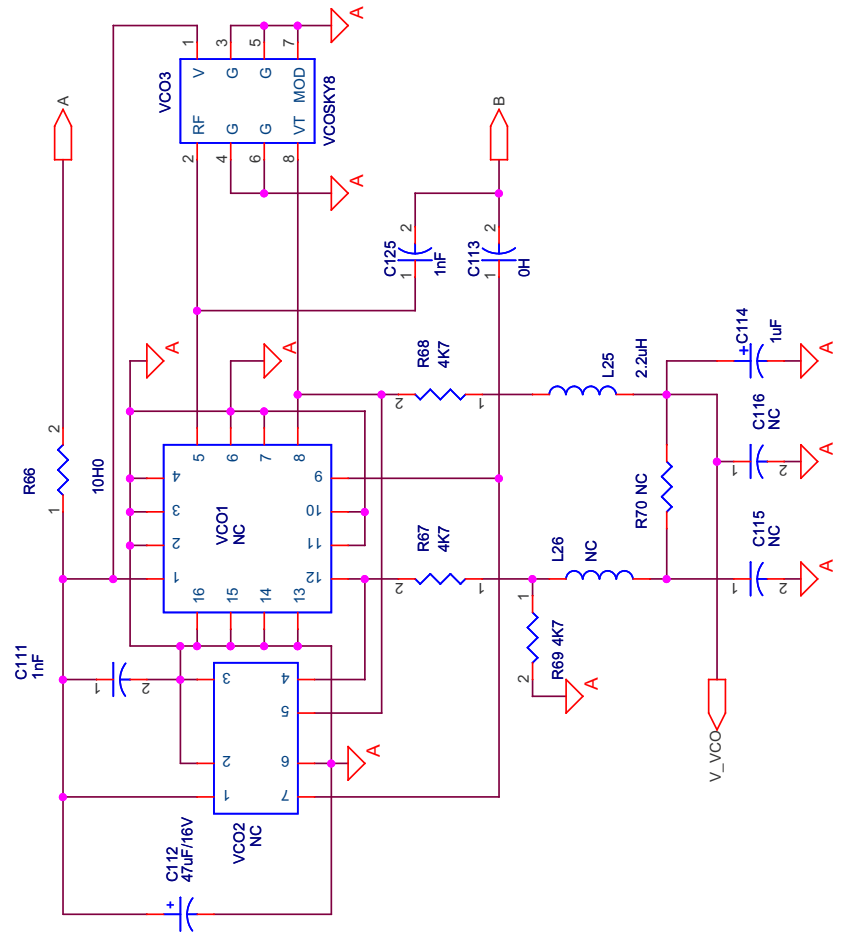 A
1
3
5
7
A
V
G
G
MOD
VCO3
VCOSKY8
RF
G
G
VT
2
4
6
8
A
A
B
C125
1nF
1
2
C113
0H
1
2
R66
10H0
1
2
A
A
R68
4K7
2
1
L25
2.2uH
C114
1uF
+
A
C116
NC
1
2
A
5
6
7
8
4
3
2
1
VCO1
NC
9
10
11
12
16
15
14
13
R67
4K7
2
1
L26
NC
R70 NC
C115
NC
1
2
A
R69 4K7
1
2
A
C111
1nF
1
2
3
2
1
4
5
6
7
VCO2
NC
A
C112
47uF/16V
+
V_VCO